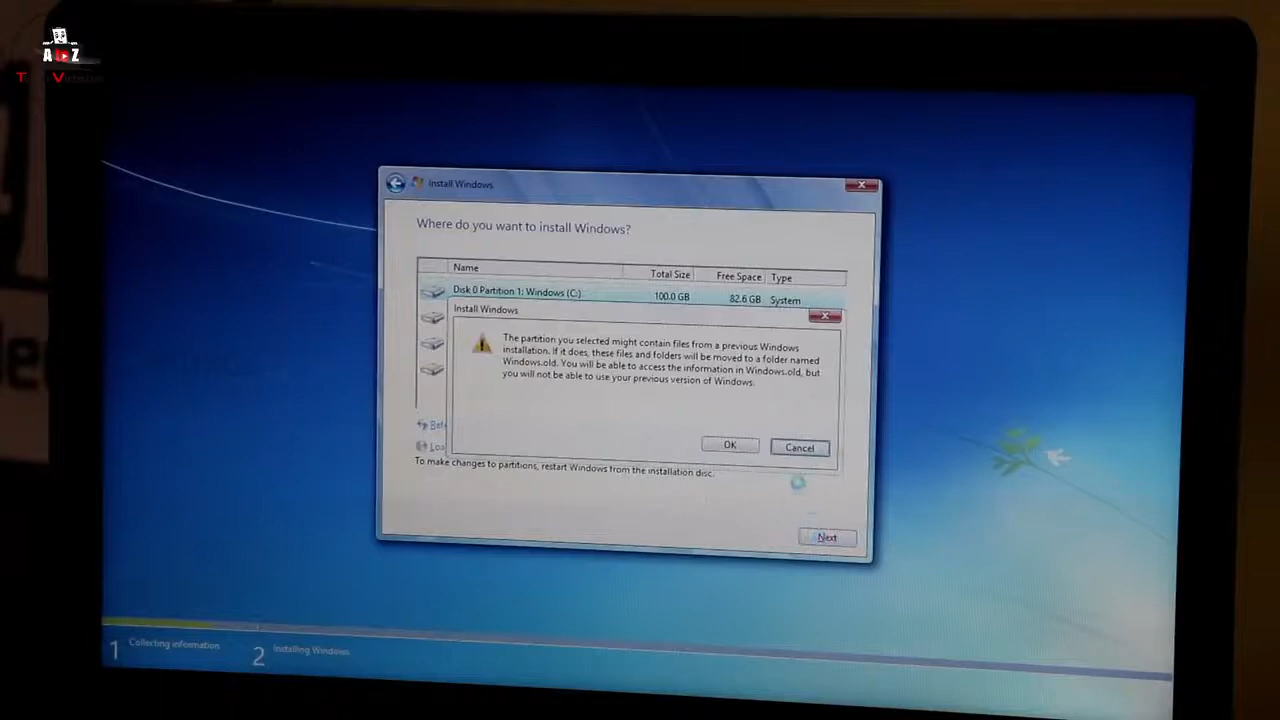 A Z
Install Windows
Where do you want to install Windows?
Name Total Size Free Space Type
Disk 0 Partition 1: Windows (C:) 100.0 GB 82.6 GB System
Install Windows
The partition you selected might contain files from a previous Windows
installation. If it does, these files and folders will be moved to a folder named
Windows.old. You will be able to access the information in Windows.old, but
you will not be able to use your previous version of Windows.
OK Cancel
To make changes to partitions, restart Windows from the installation disc.
Next
1 Collecting information 2 Installing Windows